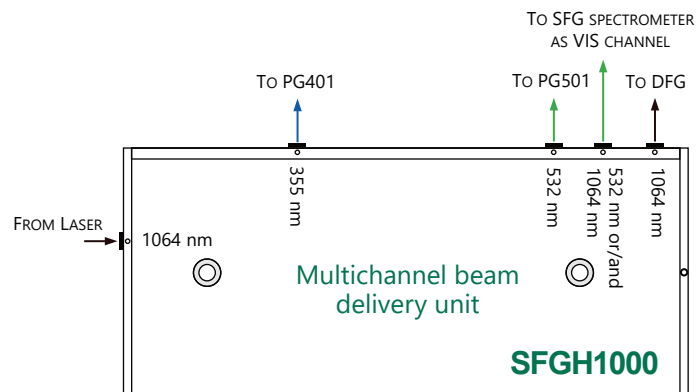 TO SFG SPECTROMETER
AS VIS CHANNEL
TO PG401
TO PG501
TO DFG
355 nm
532 nm
532 nm or/and
1064 nm
1064 nm
FROM LASER
1064 nm
Multichannel beam
delivery unit
SFGH1000